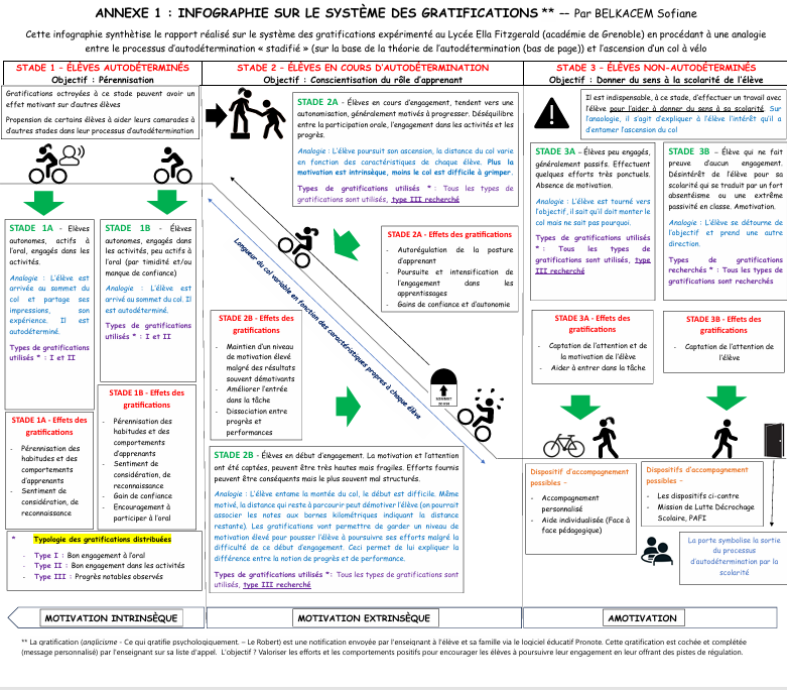 ANNEXE 1 : INFOGRAPHIE SUR LE SYSTÈME DES GRATIFICATIONS ** -- Par BELKACEM Sofiane
Cette infographie synthètise le rapport réalisé sur le système des gratifications expérimenté au Lycée Ella Fitzgerald (académie de Grenoble) en procédant à une analogie
entre le processus d'autodétermination « stadifié » (sur la base de la théorie de l'autodétermination (bas de page)) et l'ascension d'un col à vélo
STADE 1 – ÉLÈVES AUTODÉTERMINÉS
Objectif : Pérennisation
Gratifications octroyées à ce stade peuvent avoir un
effet motivant sur d'autres élèves
Propension de certains élèves à aider leurs camarades à
d'autres stades dans leur processus d'autodétermination
STADE 1A - Elèves
autonomes, actifs à
l'oral, engagés dans les
activités.
Analogie : L'élève est
arrivée au sommet du
col et partage ses
impressions, son
expérience. Il est
autodéterminé.
Types de gratifications
utilisés * : I et II
STADE 1B - Élèves
autonomes, engagés dans
les activités, peu actifs à
l'oral (par timidité et/ou
manque de confiance)
Analogie : L'élève est
arrivé au sommet du col. Il
est autodéterminé.
Types de gratifications
utilisés * : I et II
STADE 1A - Effets des
gratifications
- Pérennisation des
habitudes et des
comportements
d'apprenants
- Sentiment de
considération, de
reconnaissance
STADE 1B - Effets des
gratifications
- Pérennisation des
habitudes et des
comportements
d'apprenants
- Sentiment de
considération, de
reconnaissance
- Gain de confiance
- Encouragement à
participer à l'oral
* Typologie des gratifications distribuées
- Type I : Bon engagement à l'oral
- Type II : Bon engagement dans les activités
- Type III : Progrès notables observés
STADE 2 – ÉLÈVES EN COURS D'AUTODÉTERMINATION
Objectif : Conscientisation du rôle d'apprenant
STADE 2A - Élèves en cours d'engagement, tendent vers une
autonomisation, généralement motivés à progresser. Déséquilibre
entre la participation orale, l'engagement dans les activités et les
progrès.
Analogie : L'élève poursuit son ascension, la distance du col varie
en fonction des caractéristiques de chaque élève. Plus la
motivation est intrinsèque, moins le col est difficile à grimper.
Types de gratifications utilisés * : Tous les types de
gratifications sont utilisés, type III recherché
STADE 2A - Effets des gratifications
- Autorégulation de la posture
d'apprenant
- Poursuite et intensification de
l'engagement dans les
apprentissages
- Gains de confiance et d'autonomie
Longueur du col variable en fonction des caractéristiques propres à chaque élève
STADE 2B - Effets des
gratifications
- Maintien d'un niveau
de motivation élevé
malgré des résultats
souvent démotivants
- Améliorer l'entrée
dans la tâche
- Dissociation entre
progrès et
performances
STADE 2B - Élèves en début d'engagement. La motivation et l'attention
ont été captées, peuvent être très hautes mais fragiles. Efforts fournis
peuvent être conséquents mais le plus souvent mal structurés.
Analogie : L'élève entame la montée du col, le début est difficile. Même
motivé, la distance qui reste à parcourir peut démotiver l'élève (on pourrait
associer les notes aux bornes kilométriques indiquant la distance
restante). Les gratifications vont permettre de garder un niveau de
motivation élevé pour pousser l'élève à poursuivre ses efforts malgré la
difficulté de ce début d'engagement. Ceci permet de lui expliquer la
différence entre la notion de progrès et de performance.
Types de gratifications utilisés *: Tous les types de gratifications sont
utilisés, type III recherché
STADE 3 - ÉLÈVES NON-AUTODÉTERMINÉS
Objectif : Donner du sens à la scolarité de l'élève
Il est indispensable, à ce stade, d'effectuer un travail avec
l'élève pour l'aider à donner du sens à sa scolarité. Sur
l'anaologie, il s'agit d'expliquer à l'élève l'intérêt qu'il a
d'entamer l'ascension du col
STADE 3A - Élèves peu engagés,
généralement passifs. Effectuent
quelques efforts très ponctuels.
Absence de motivation.
Analogie : L'élève est tourné vers
l'objectif, il sait qu'il doit monter le
col mais ne sait pas pourquoi.
Types de gratifications utilisés
* : Tous les types de
gratifications sont utilisés, type
III recherché
STADE 3B - Élève qui ne fait
preuve d'aucun engagement.
Désintérêt de l'élève pour sa
scolarité qui se traduit par un fort
absentéisme ou une extrême
passivité en classe. Amotivation.
Analogie : L'élève se détourne de
l'objectif et prend une autre
direction.
Types de gratifications
recherchés * : Tous les types de
gratifications sont recherchés
STADE 3A - Effets des
gratifications
- Captation de l'attention et de
la motivation de l'élève
- Aider à entrer dans la tâche
STADE 3B - Effets des
gratifications
- Captation de l'attention de
l'élève
Dispositif d'accompagnement
possibles –
- Accompagnement
personnalisé
- Aide individualisée (Face à
face pédagogique)
Dispositifs d'accompagnement
possibles –
- Les dispositifs ci-contre
- Mission de Lutte Décrochage
Scolaire, PAFI
La porte symbolise la sortie
du processus
d'autodétermination par la
scolarité
MOTIVATION INTRINSÈQUE
MOTIVATION EXTRINSÈQUE
AMOTIVATION
** La gratification (anglicisme - Ce qui gratifie psychologiquement. – Le Robert) est une notification envoyée par l'enseignant à l'élève et sa famille via le logiciel éducatif Pronote. Cette gratification est cochée et complétée
(message personnalisé) par l'enseignant sur sa liste d'appel. L'objectif ? Valoriser les efforts et les comportements positifs pour encourager les élèves à poursuivre leur engagement en leur offrant des pistes de régulation.